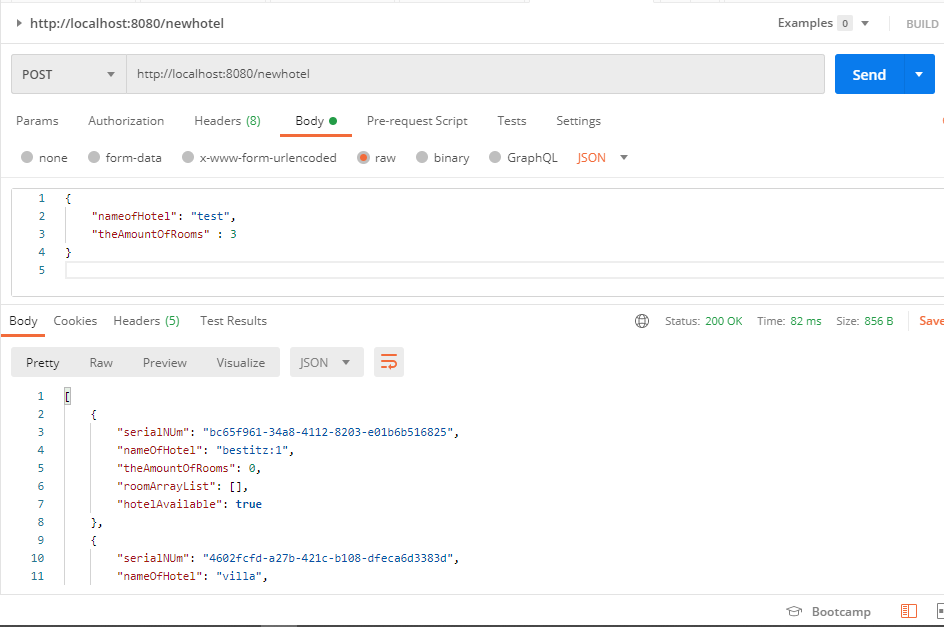 http://localhost:8080/newhotel Examples 0 BUILD
POST http://localhost:8080/newhotel Send
Params Authorization Headers (8) Body Pre-request Script Tests Settings
none form-data x-www-form-urlencoded raw binary GraphQL JSON
1 {
2 "nameofHotel": "test",
3 "theAmountOfRooms" : 3
4 }
5
Body Cookies Headers (5) Test Results Status: 200 OK Time: 82 ms Size: 856 B Save
Pretty Raw Preview Visualize JSON
1 [
2 {
3 "serialNUm": "bc65f961-34a8-4112-8203-e01b6b516825",
4 "nameOfHotel": "bestitz:1",
5 "theAmountOfRooms": 0,
6 "roomArrayList": [],
7 "hotelAvailable": true
8 },
9 {
10 "serialNUm": "4602fcfd-a27b-421c-b108-dfeca6d3383d",
11 "nameOfHotel": "villa",
Bootcamp